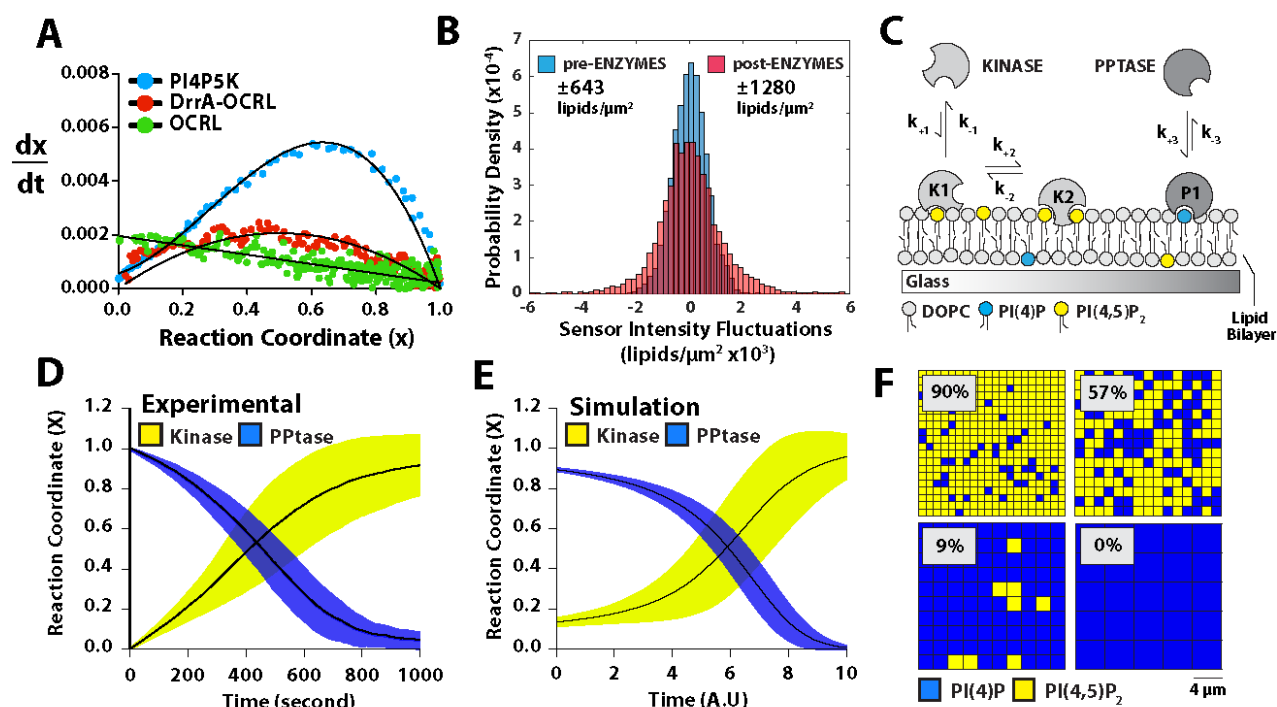 A
0.008
0.006
0.004
0.002
0.000
dx
dt
PI4P5K
DrrA-OCRL
OCRL
0.0 0.2 0.4 0.6 0.8 1.0
Reaction Coordinate (x)
B
Probability Density (x10⁻⁴)
7
6
5
4
3
2
1
0
pre-ENZYMES
±643
lipids/µm²
post-ENZYMES
±1280
lipids/µm²
-6 -4 -2 0 2 4 6
Sensor Intensity Fluctuations
(lipids/µm² x10³)
C
KINASE
PPTASE
k+1 k-1
k+2
k-2
k+3 k-3
K1
K2
P1
Glass
DOPC PI(4)P PI(4,5)P₂
Lipid
Bilayer
D
Experimental
Kinase PPtase
Reaction Coordinate (X)
1.2
1.0
0.8
0.6
0.4
0.2
0.0
0 200 400 600 800 1000
Time (second)
E
Simulation
Kinase PPtase
Reaction Coordinate (X)
1.2
1.0
0.8
0.6
0.4
0.2
0.0
0 2 4 6 8 10
Time (A.U)
F
90%
57%
9%
0%
PI(4)P PI(4,5)P₂
4 µm